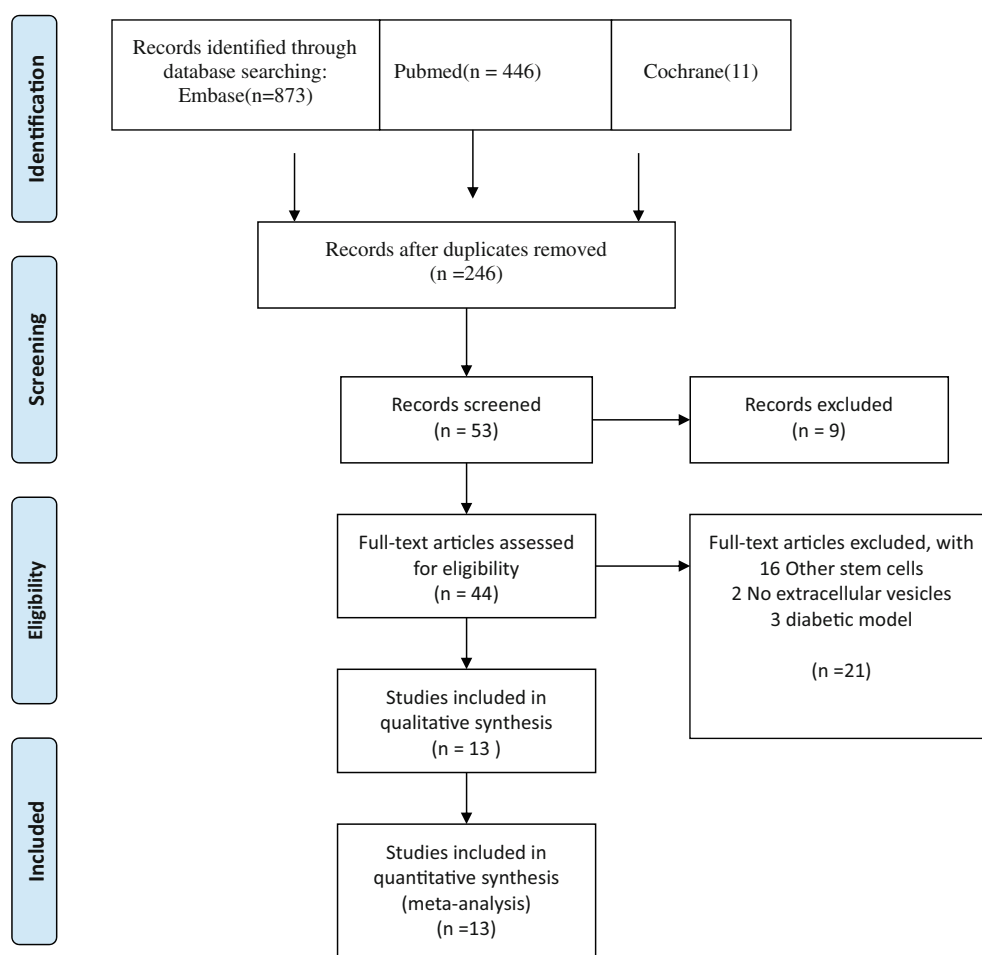 Identification
Records identified through
database searching:
Embase(n=873)
Pubmed(n = 446)
Cochrane(11)
Records after duplicates removed
(n =246)
Screening
Records screened
(n = 53)
Records excluded
(n = 9)
Eligibility
Full-text articles assessed
for eligibility
(n = 44)
Full-text articles excluded, with
16 Other stem cells
2 No extracellular vesicles
3 diabetic model
(n =21)
Studies included in
qualitative synthesis
(n = 13 )
Included
Studies included in
quantitative synthesis
(meta-analysis)
(n =13)